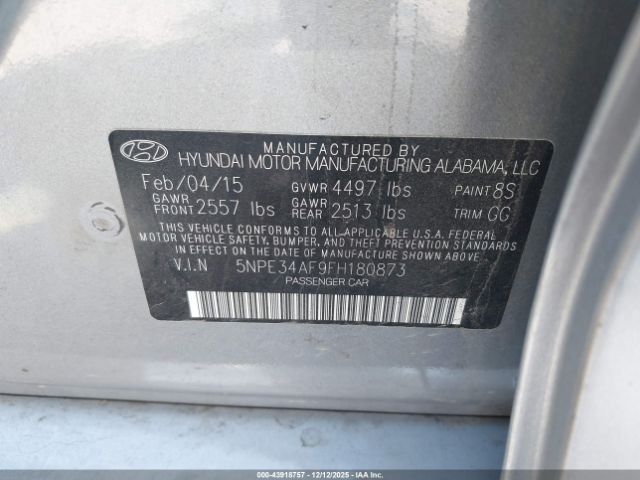 MANUFACTURED BY
HYUNDAI MOTOR MANUFACTURING ALABAMA, LLC
Feb/04/15 GVWR 4497 lbs PAINT 8S
GAWR FRONT 2557 lbs GAWR REAR 2513 lbs TRIM GG
THIS VEHICLE CONFORMS TO ALL APPLICABLE U.S.A. FEDERAL
MOTOR VEHICLE SAFETY, BUMPER, AND THEFT PREVENTION STANDARDS
IN EFFECT ON THE DATE OF MANUFACTURE SHOWN ABOVE.
V.I.N 5NPE34AF9FH180873
PASSENGER CAR
000-43918757 - 12/12/2025 - IAAI.COM